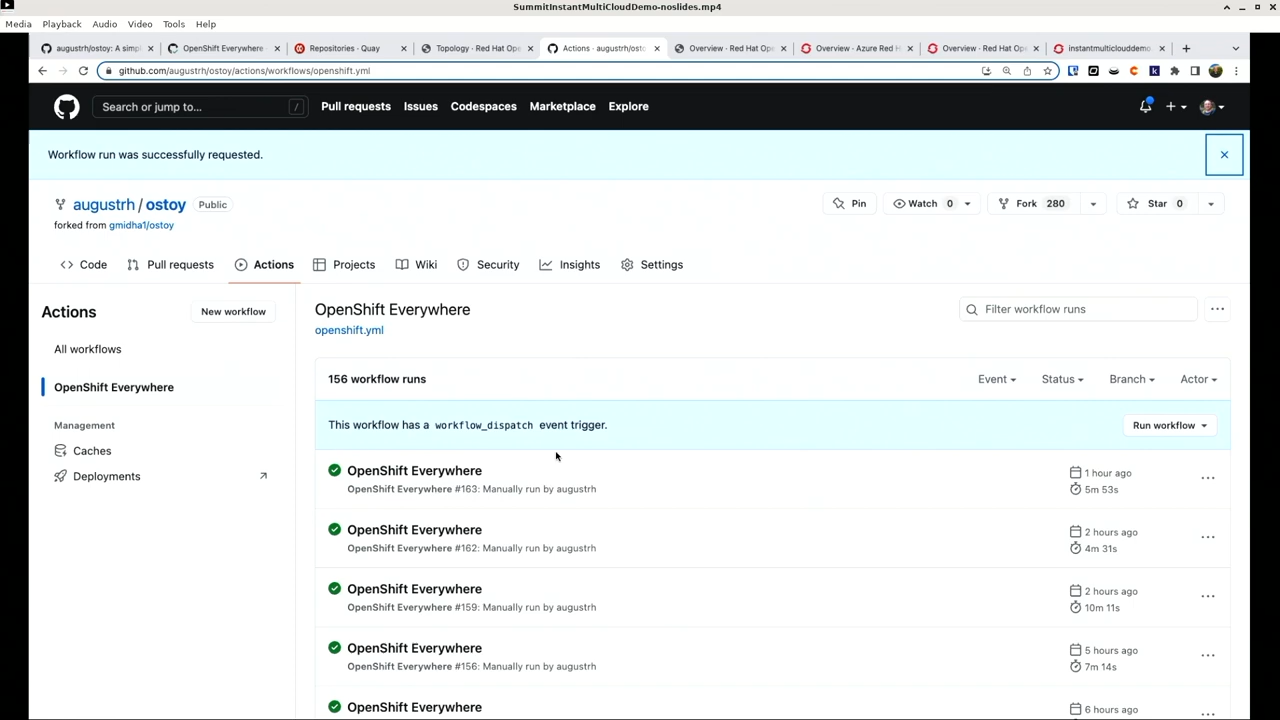 SummitInstantMultiCloudDemo-noslides.mp4
Media Playback Audio Video Tools View Help
augustrh/ostoy: A simpl
OpenShift Everywhere
Repositories · Quay
Topology · Red Hat Ope
Actions · augustrh/osto
Overview · Red Hat Ope
Overview · Azure Red H
Overview · Red Hat Ope
instantmulticlouddemo
github.com/augustrh/ostoy/actions/workflows/openshift.yml
Search or jump to... /
Pull requests Issues Codespaces Marketplace Explore
Workflow run was successfully requested.
augustrh / ostoy Public
forked from gmidha1/ostoy
Pin Watch 0 Fork 280 Star 0
Code Pull requests Actions Projects Wiki Security Insights Settings
Actions New workflow
All workflows
OpenShift Everywhere
Management
Caches
Deployments
OpenShift Everywhere
openshift.yml
Filter workflow runs
156 workflow runs Event Status Branch Actor
This workflow has a workflow_dispatch event trigger. Run workflow
OpenShift Everywhere 1 hour ago
OpenShift Everywhere #163: Manually run by augustrh 5m 53s
OpenShift Everywhere 2 hours ago
OpenShift Everywhere #162: Manually run by augustrh 4m 31s
OpenShift Everywhere 2 hours ago
OpenShift Everywhere #159: Manually run by augustrh 10m 11s
OpenShift Everywhere 5 hours ago
OpenShift Everywhere #156: Manually run by augustrh 7m 14s
OpenShift Everywhere 6 hours ago